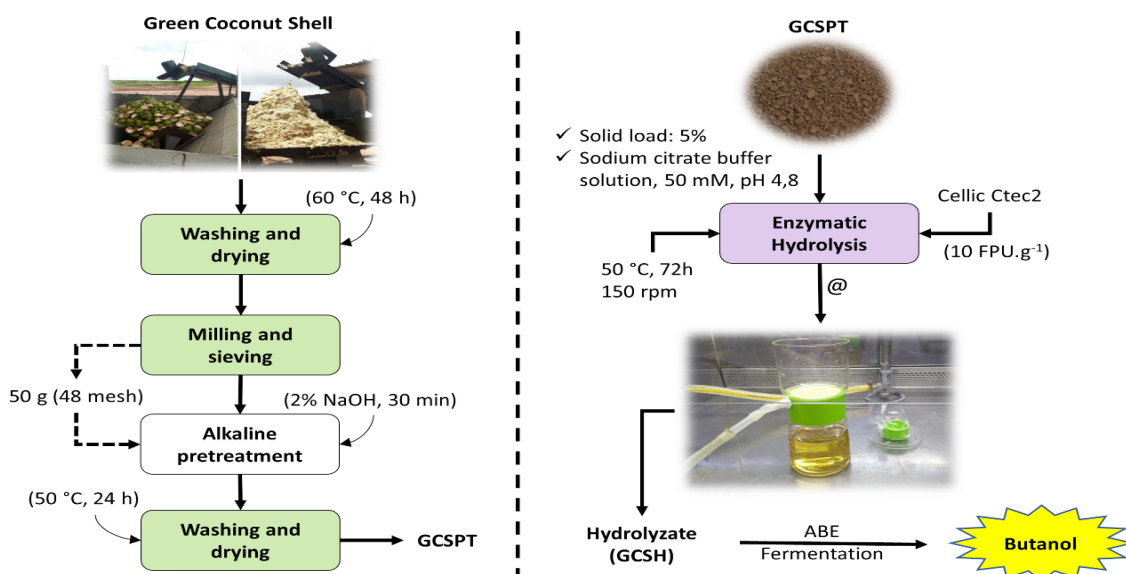 Green Coconut Shell
(60 °C, 48 h)
Washing and
drying
Milling and
sieving
50 g (48 mesh)
(2% NaOH, 30 min)
Alkaline
pretreatment
(50 °C, 24 h)
Washing and
drying
GCSPT
GCSPT
✓ Solid load: 5%
✓ Sodium citrate buffer
solution, 50 mM, pH 4,8
Cellic Ctec2
Enzymatic
Hydrolysis
(10 FPU.g⁻¹)
50 °C, 72h
150 rpm
@
Hydrolyzate
(GCSH)
ABE
Fermentation
Butanol